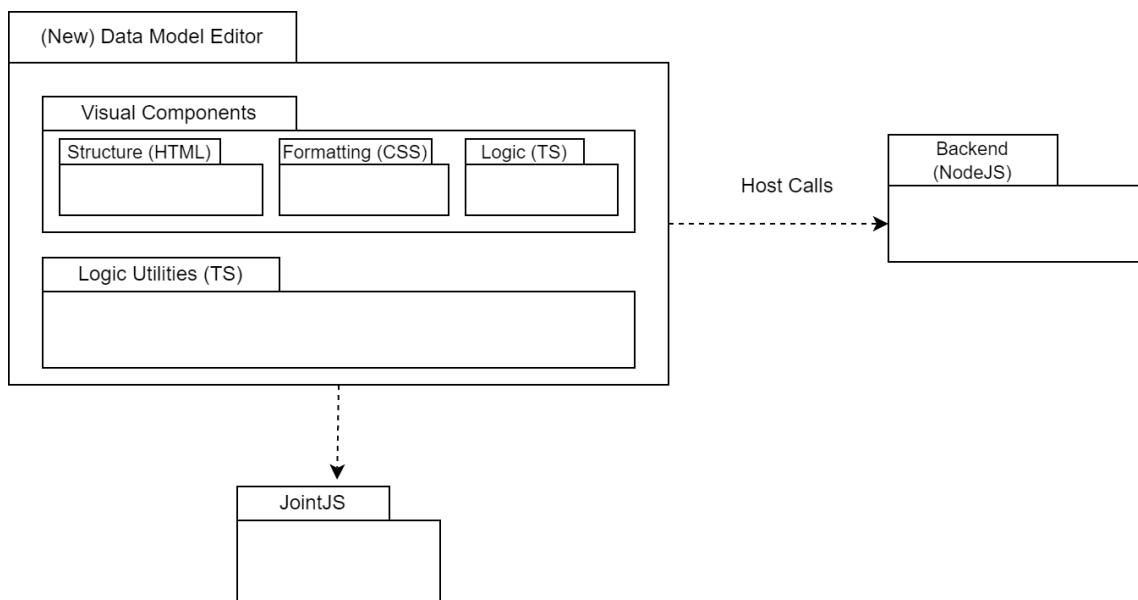 (New) Data Model Editor
Visual Components
Structure (HTML)
Formatting (CSS)
Logic (TS)
Logic Utilities (TS)
Host Calls
Backend
(NodeJS)
JointJS